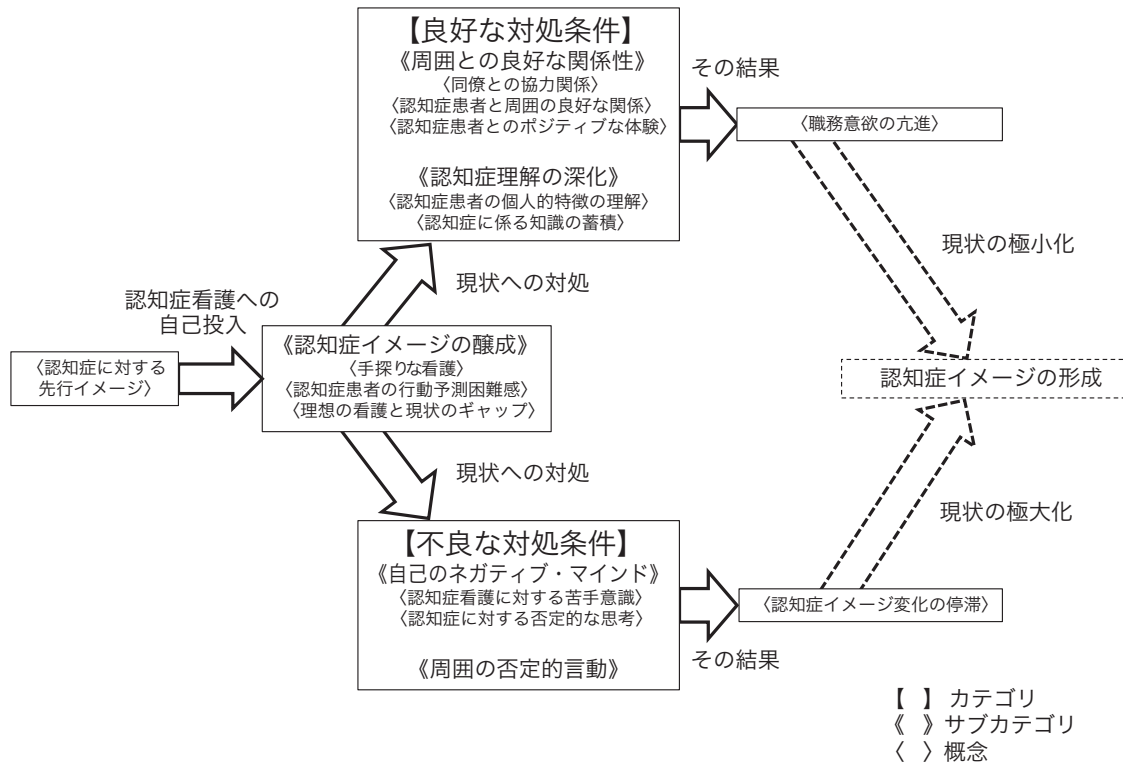 【良好な対処条件】
《周囲との良好な関係性》
〈同僚との協力関係〉
〈認知症患者と周囲の良好な関係〉
〈認知症患者とのポジティブな体験〉
《認知症理解の深化》
〈認知症患者の個人的特徴の理解〉
〈認知症に係る知識の蓄積〉
その結果
〈職務意欲の亢進〉
現状の極小化
現状への対処
認知症看護への
自己投入
〈認知症に対する
先行イメージ〉
《認知症イメージの醸成》
〈手探りな看護〉
〈認知症患者の行動予測困難感〉
〈理想の看護と現状のギャップ〉
認知症イメージの形成
現状への対処
現状の極大化
【不良な対処条件】
《自己のネガティブ・マインド》
〈認知症看護に対する苦手意識〉
〈認知症に対する否定的な思考〉
《周囲の否定的言動》
〈認知症イメージ変化の停滞〉
その結果
【 】カテゴリ
《 》サブカテゴリ
〈 〉概念